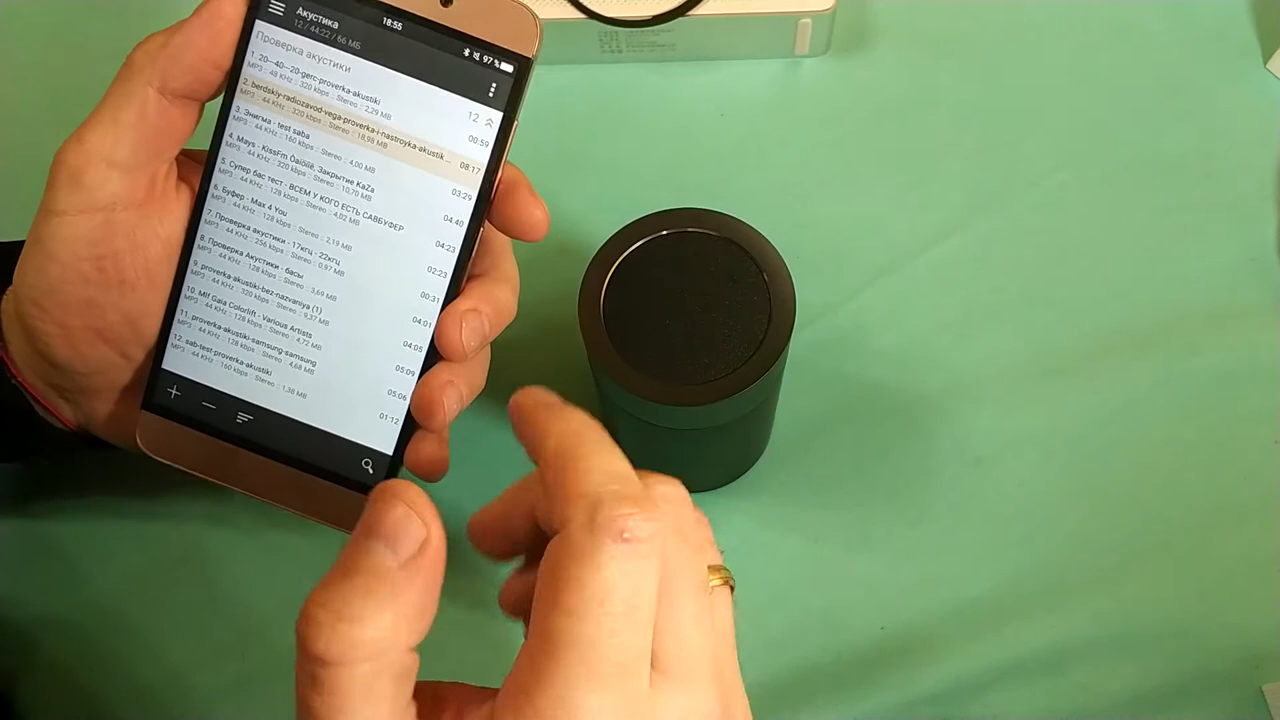 Акустика
12 / 44:22 / 66 МБ
18:55
97 %
Проверка акустики
12
1. 20---40---20-gerc-proverka-akustiki
MP3 :: 48 KHz :: 320 kbps :: Stereo :: 2,29 MB
00:59
2. berdskiy-radiozavod-vega-proverka-i-nastroyka-akustik...
MP3 :: 44 KHz :: 320 kbps :: Stereo :: 18,98 MB
08:17
3. Энигма - test saba
MP3 :: 44 KHz :: 160 kbps :: Stereo :: 4,00 MB
03:29
4. Mays - KissFm Ôàíòîìè, Закрытие KaZa
MP3 :: 44 KHz :: 320 kbps :: Stereo :: 10,70 MB
04:40
5. Супер бас тест - ВСЕМ У КОГО ЕСТЬ САВБУФЕР
MP3 :: 44 KHz :: 128 kbps :: Stereo :: 4,02 MB
04:23
6. Буфер - Max 4 You
MP3 :: 44 KHz :: 128 kbps :: Stereo :: 2,19 MB
02:23
7. Проверка акустики - 17кгц - 22кгц
MP3 :: 44 KHz :: 256 kbps :: Stereo :: 0,97 MB
00:31
8. Проверка Акустики - басы
MP3 :: 44 KHz :: 128 kbps :: Stereo :: 3,69 MB
04:01
9. proverka-akustiki-bez-nazvaniya (1)
MP3 :: 44 KHz :: 320 kbps :: Stereo :: 9,37 MB
04:05
10. Mlf Gaia Colorlift - Various Artists
MP3 :: 44 KHz :: 128 kbps :: Stereo :: 4,72 MB
05:09
11. proverka-akustiki-samsung-samsung
MP3 :: 44 KHz :: 128 kbps :: Stereo :: 4,68 MB
05:06
12. sab-test-proverka-akustiki
MP3 :: 44 KHz :: 160 kbps :: Stereo :: 1,38 MB
01:12